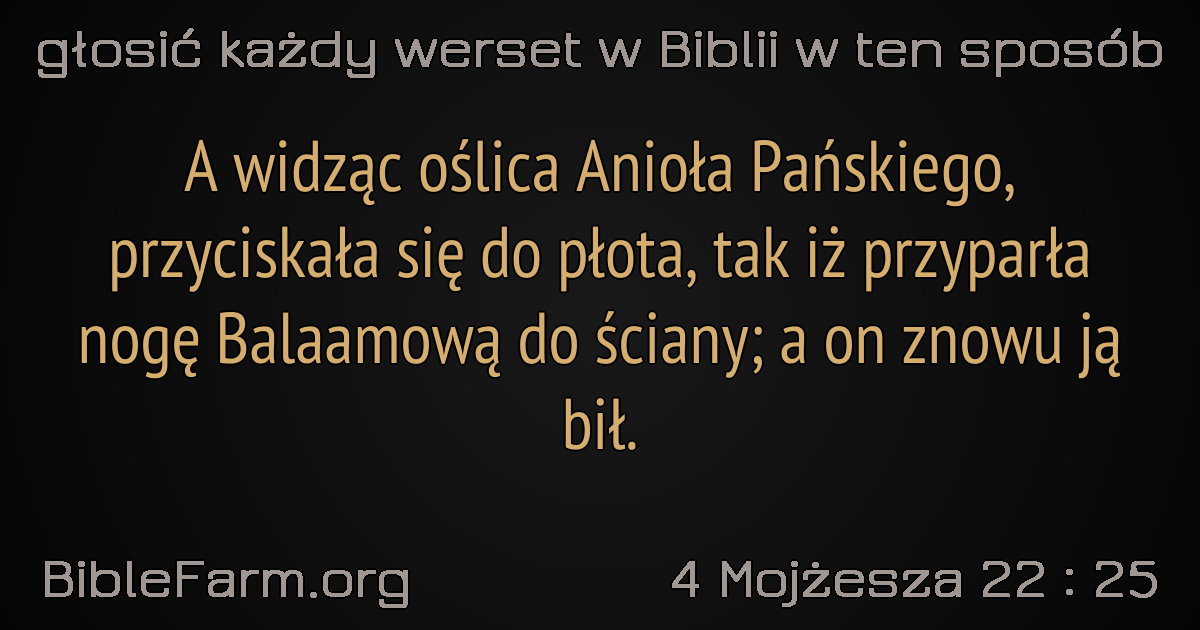 głosić każdy werset w Biblii w ten sposób
A widząc oślica Anioła Pańskiego,
przyciskała się do płota, tak iż przyparła
nogę Balaamową do ściany; a on znowu ją
bił.
BibleFarm.org
4 Mojżesza 22 : 25